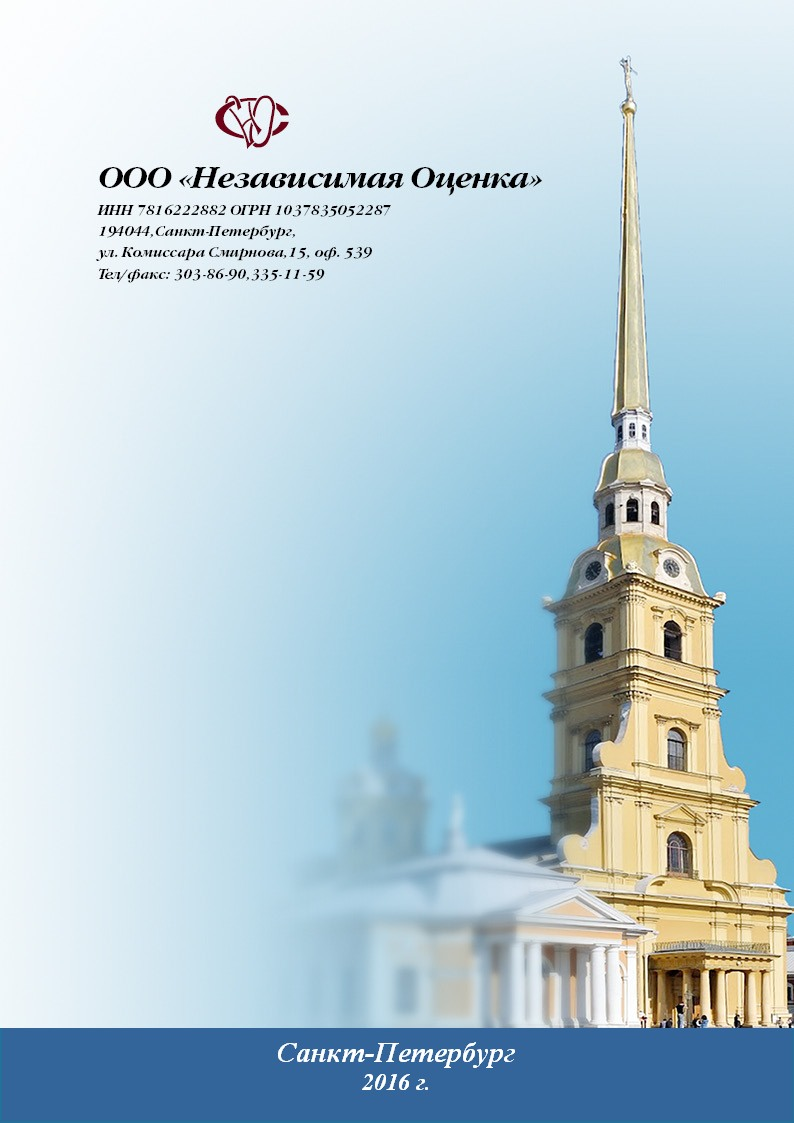 ООО «Независимая Оценка»
ИНН 7816222882 ОГРН 1037835052287
194044,Санкт-Петербург,
ул. Комиссара Смирнова,15, оф. 539
Тел/факс: 303-86-90,335-11-59
Санкт-Петербург
2016 г.